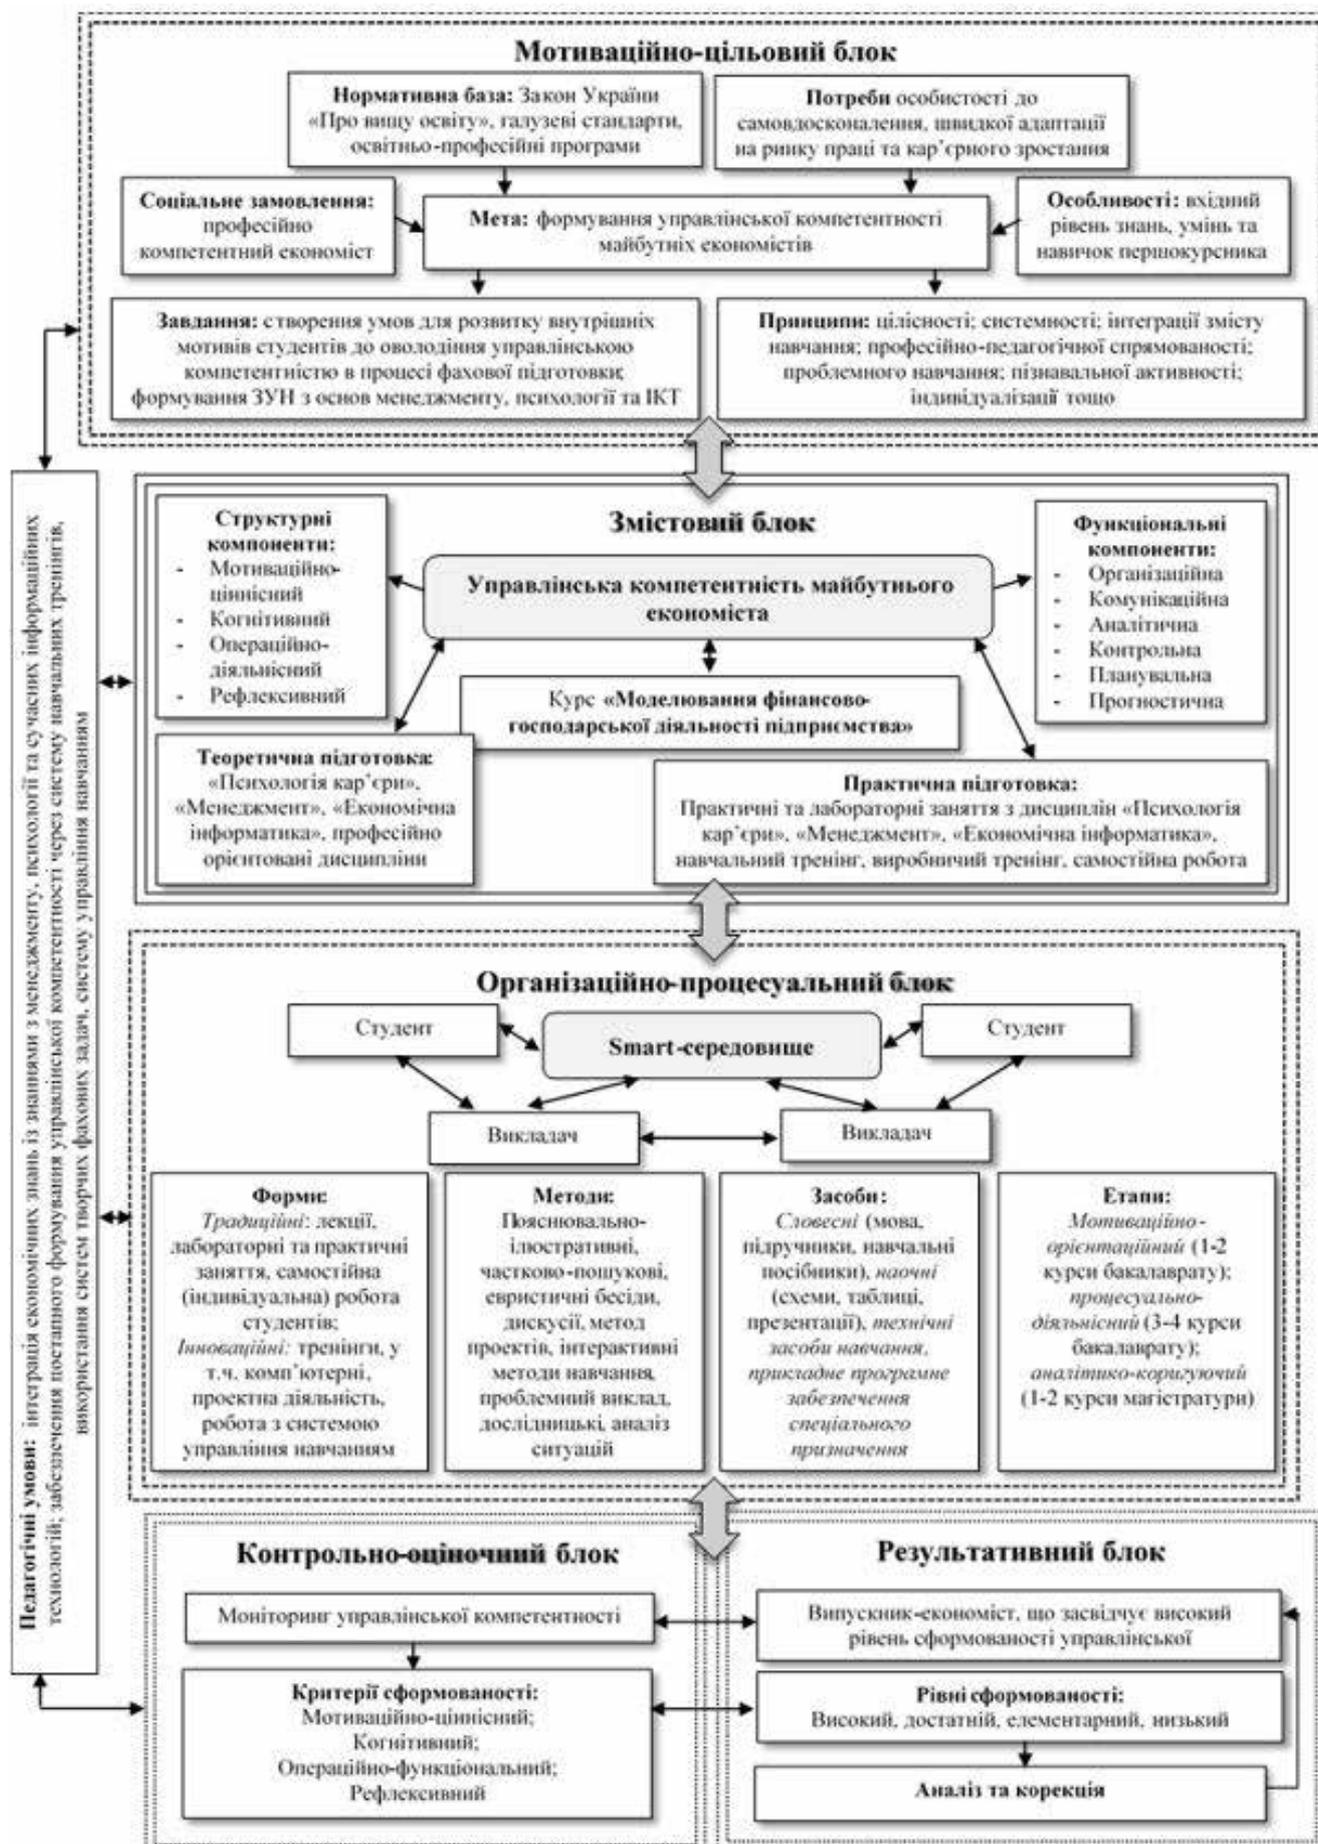 Мотиваційно-цільовий блок
Нормативна база: Закон України
«Про вищу освіту», галузеві стандарти,
освітньо-професійні програми
Потреби особистості до
самовдосконалення, швидкої адаптації
на ринку праці та кар’єрного зростання
Соціальне замовлення:
професійно
компетентний економіст
Мета: формування управлінської компетентності
майбутніх економістів
Особливості: вхідний
рівень знань, умінь та
навичок першокурсника
Завдання: створення умов для розвитку внутрішніх
мотивів студентів до оволодіння управлінською
компетентністю в процесі фахової підготовки;
формування ЗУН з основ менеджменту, психології та ІКТ
Принципи: цілісності; системності; інтеграції змісту
навчання; професійно-педагогічної спрямованості;
проблемного навчання; пізнавальної активності;
індивідуалізації тощо
Педагогічні умови: інтеграція економічних знань із знаннями з менеджменту, психології та сучасних інформаційних
технологій; забезпечення поетапного формування управлінської компетентності через систему навчальних тренінгів,
використання систем творчих фахових задач, систему управління навчанням
Змістовий блок
Структурні
компоненти:
- Мотиваційно-
ціннісний
- Когнітивний
- Операційно-
діяльнісний
- Рефлексивний
Управлінська компетентність майбутнього
економіста
Функціональні
компоненти:
- Організаційна
- Комунікаційна
- Аналітична
- Контрольна
- Планувальна
- Прогностична
Курс «Моделювання фінансово-
господарської діяльності підприємства»
Теоретична підготовка:
«Психологія кар’єри»,
«Менеджмент», «Економічна
інформатика», професійно
орієнтовані дисципліни
Практична підготовка:
Практичні та лабораторні заняття з дисциплін «Психологія
кар’єри», «Менеджмент», «Економічна інформатика»,
навчальний тренінг, виробничий тренінг, самостійна робота
Організаційно-процесуальний блок
Студент
Smart-середовище
Студент
Викладач
Викладач
Форми:
Традиційні: лекції,
лабораторні та практичні
заняття, самостійна
(індивідуальна) робота
студентів;
Інноваційні: тренінги, у
т.ч. комп’ютерні,
проектна діяльність,
робота з системою
управління навчанням
Методи:
Пояснювально-
ілюстративні,
частково-пошукові,
евристичні бесіди,
дискусії, метод
проектів, інтерактивні
методи навчання,
проблемний виклад,
дослідницькі, аналіз
ситуацій
Засоби:
Словесні (мова,
підручники, навчальні
посібники), наочні
(схеми, таблиці,
презентації), технічні
засоби навчання,
прикладне програмне
забезпечення
спеціального
призначення
Етапи:
Мотиваційно-
орієнтаційний (1-2
курси бакалаврату);
процесуально-
діяльнісний (3-4 курси
бакалаврату);
аналітико-коригуючий
(1-2 курси магістратури)
Контрольно-оціночний блок
Моніторинг управлінської компетентності
Критерії сформованості:
Мотиваційно-ціннісний;
Когнітивний;
Операційно-функціональний;
Рефлексивний
Результативний блок
Випускник-економіст, що засвідчує високий
рівень сформованості управлінської
Рівні сформованості:
Високий, достатній, елементарний, низький
Аналіз та корекція